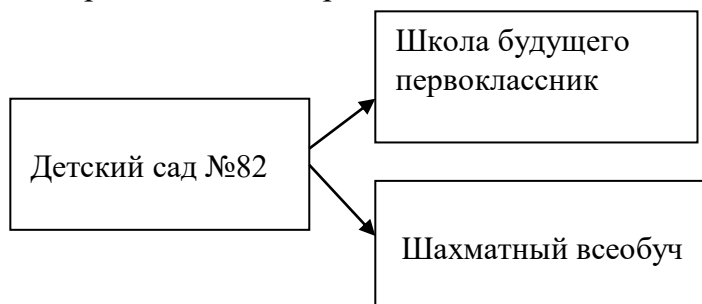 Школа будущего
первоклассник
Детский сад №82
Шахматный всеобуч